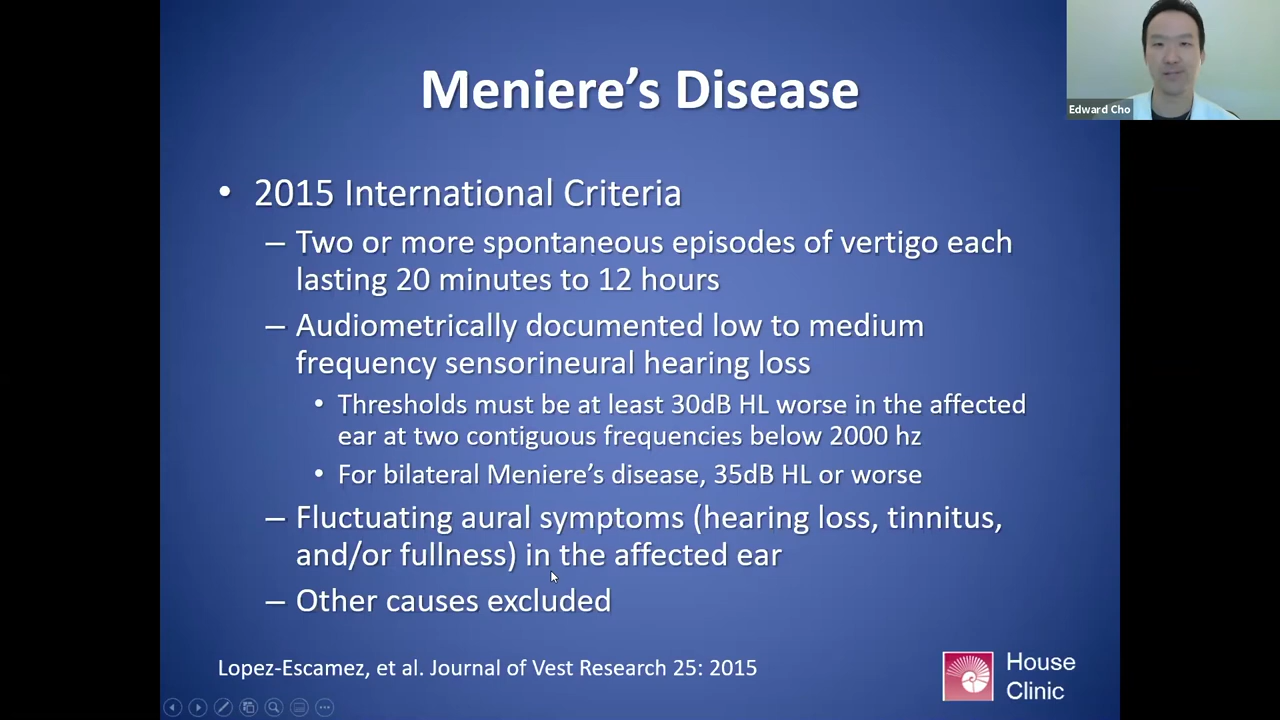 Meniere's Disease
Edward Cho
• 2015 International Criteria
– Two or more spontaneous episodes of vertigo each
lasting 20 minutes to 12 hours
– Audiometrically documented low to medium
frequency sensorineural hearing loss
• Thresholds must be at least 30dB HL worse in the affected
ear at two contiguous frequencies below 2000 hz
• For bilateral Meniere's disease, 35dB HL or worse
– Fluctuating aural symptoms (hearing loss, tinnitus,
and/or fullness) in the affected ear
– Other causes excluded
Lopez-Escamez, et al. Journal of Vest Research 25: 2015
House
Clinic